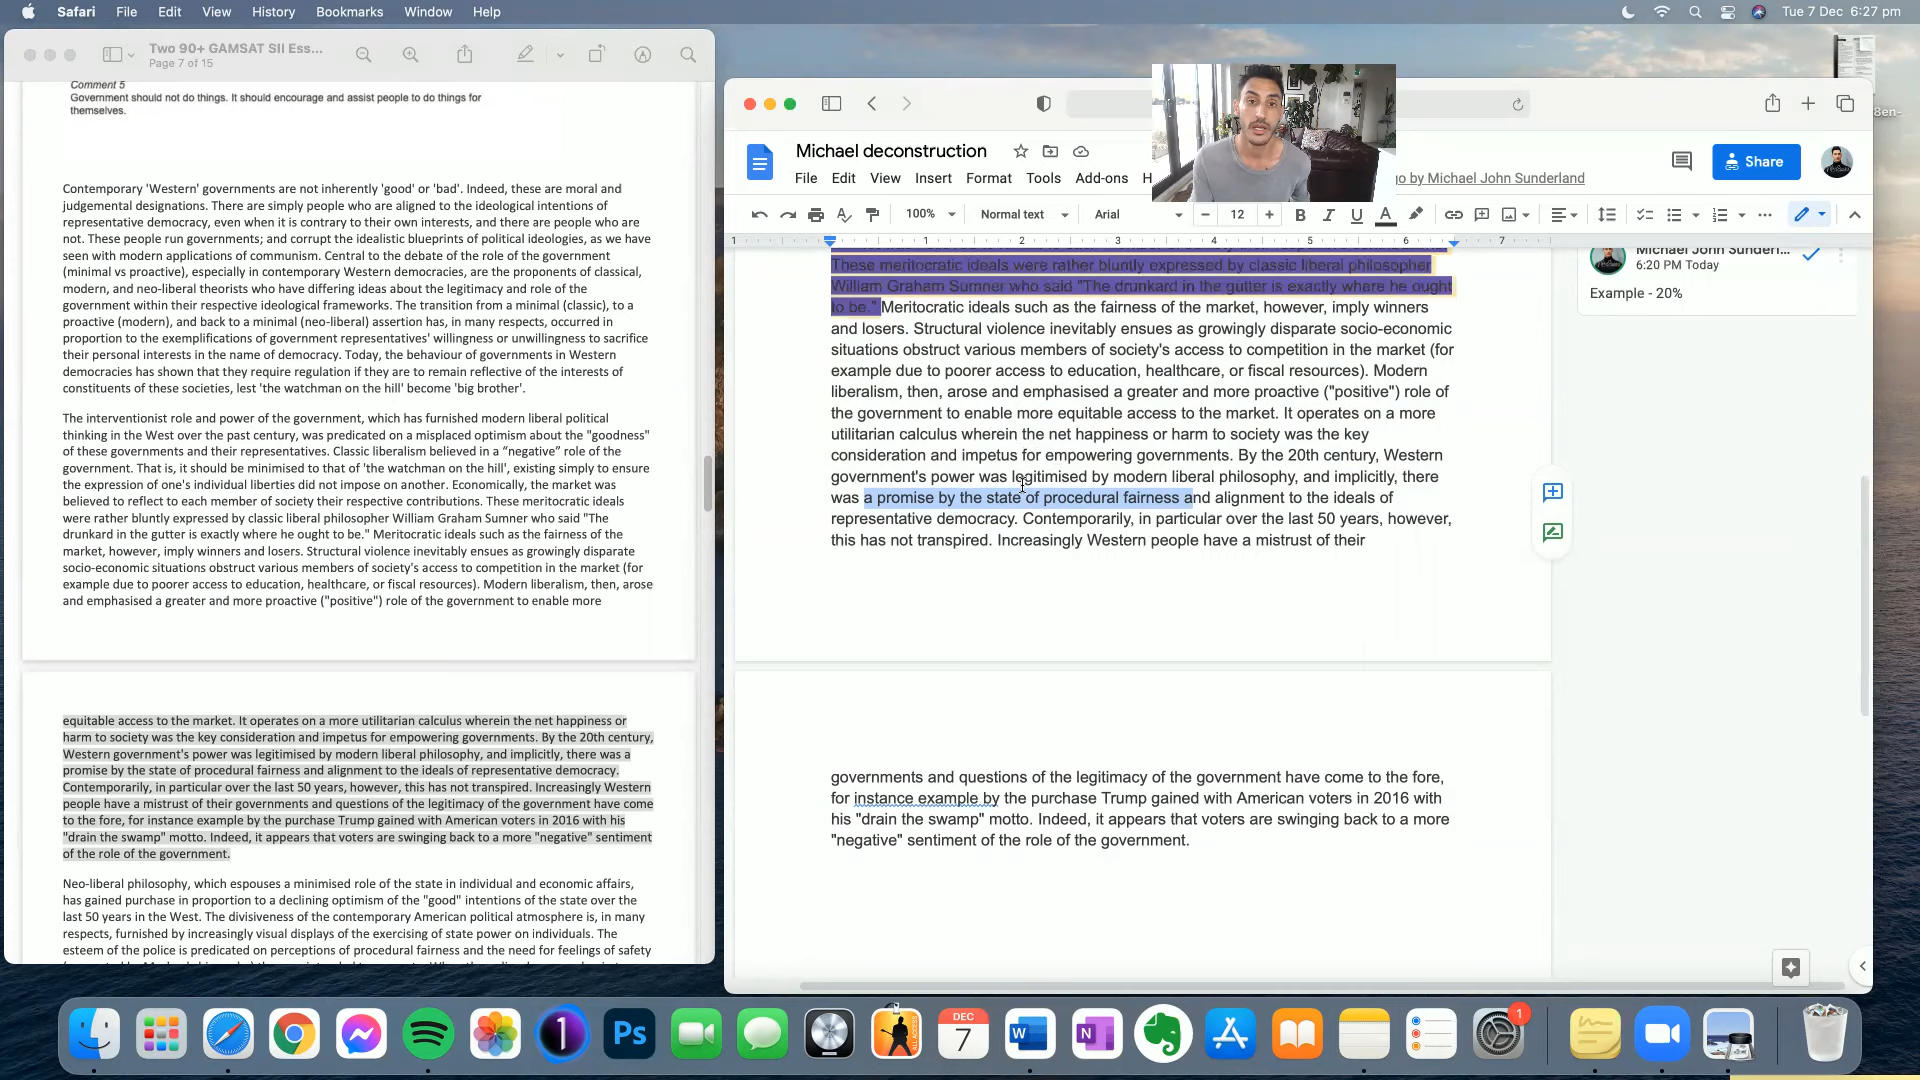 Safari File Edit View History Bookmarks Window Help Tue 7 Dec 6:27 pm
Two 90+ GAMSAT SII Ess...
Page 7 of 15
Comment 5
Government should not do things. It should encourage and assist people to do things for
themselves.
Contemporary 'Western' governments are not inherently 'good' or 'bad'. Indeed, these are moral and
judgemental designations. There are simply people who are aligned to the ideological intentions of
representative democracy, even when it is contrary to their own interests, and there are people who are
not. These people run governments; and corrupt the idealistic blueprints of political ideologies, as we have
seen with modern applications of communism. Central to the debate of the role of the government
(minimal vs proactive), especially in contemporary Western democracies, are the proponents of classical,
modern, and neo-liberal theorists who have differing ideas about the legitimacy and role of the
government within their respective ideological frameworks. The transition from a minimal (classic), to a
proactive (modern), and back to a minimal (neo-liberal) assertion has, in many respects, occurred in
proportion to the exemplifications of government representatives' willingness or unwillingness to sacrifice
their personal interests in the name of democracy. Today, the behaviour of governments in Western
democracies has shown that they require regulation if they are to remain reflective of the interests of
constituents of these societies, lest 'the watchman on the hill' become 'big brother'.
The interventionist role and power of the government, which has furnished modern liberal political
thinking in the West over the past century, was predicated on a misplaced optimism about the "goodness"
of these governments and their representatives. Classic liberalism believed in a "negative" role of the
government. That is, it should be minimised to that of 'the watchman on the hill', existing simply to ensure
the expression of one's individual liberties did not impose on another. Economically, the market was
believed to reflect to each member of society their respective contributions. These meritocratic ideals
were rather bluntly expressed by classic liberal philosopher William Graham Sumner who said "The
drunkard in the gutter is exactly where he ought to be." Meritocratic ideals such as the fairness of the
market, however, imply winners and losers. Structural violence inevitably ensues as growingly disparate
socio-economic situations obstruct various members of society's access to competition in the market (for
example due to poorer access to education, healthcare, or fiscal resources). Modern liberalism, then, arose
and emphasised a greater and more proactive ("positive") role of the government to enable more
equitable access to the market. It operates on a more utilitarian calculus wherein the net happiness or
harm to society was the key consideration and impetus for empowering governments. By the 20th century,
Western government's power was legitimised by modern liberal philosophy, and implicitly, there was a
promise by the state of procedural fairness and alignment to the ideals of representative democracy.
Contemporarily, in particular over the last 50 years, however, this has not transpired. Increasingly Western
people have a mistrust of their governments and questions of the legitimacy of the government have come
to the fore, for instance example by the purchase Trump gained with American voters in 2016 with his
"drain the swamp" motto. Indeed, it appears that voters are swinging back to a more "negative" sentiment
of the role of the government.
Neo-liberal philosophy, which espouses a minimised role of the state in individual and economic affairs,
has gained purchase in proportion to a declining optimism of the "good" intentions of the state over the
last 50 years in the West. The divisiveness of the contemporary American political atmosphere is, in many
respects, furnished by increasingly visual displays of the exercising of state power on individuals. The
esteem of the police is predicated on perceptions of procedural fairness and the need for feelings of safety
Michael deconstruction
File Edit View Insert Format Tools Add-ons H
go by Michael John Sunderland
Share
100% Normal text Arial 12
1 1 2 3 4 5 6 7
These meritocratic ideals were rather bluntly expressed by classic liberal philosopher
William Graham Sumner who said "The drunkard in the gutter is exactly where he ought
to be." Meritocratic ideals such as the fairness of the market, however, imply winners
and losers. Structural violence inevitably ensues as growingly disparate socio-economic
situations obstruct various members of society's access to competition in the market (for
example due to poorer access to education, healthcare, or fiscal resources). Modern
liberalism, then, arose and emphasised a greater and more proactive ("positive") role of
the government to enable more equitable access to the market. It operates on a more
utilitarian calculus wherein the net happiness or harm to society was the key
consideration and impetus for empowering governments. By the 20th century, Western
government's power was legitimised by modern liberal philosophy, and implicitly, there
was a promise by the state of procedural fairness and alignment to the ideals of
representative democracy. Contemporarily, in particular over the last 50 years, however,
this has not transpired. Increasingly Western people have a mistrust of their
governments and questions of the legitimacy of the government have come to the fore,
for instance example by the purchase Trump gained with American voters in 2016 with
his "drain the swamp" motto. Indeed, it appears that voters are swinging back to a more
"negative" sentiment of the role of the government.
Michael John Sunderl...
6:20 PM Today
Example - 20%
DEC
7
1
Ps
W
N
1